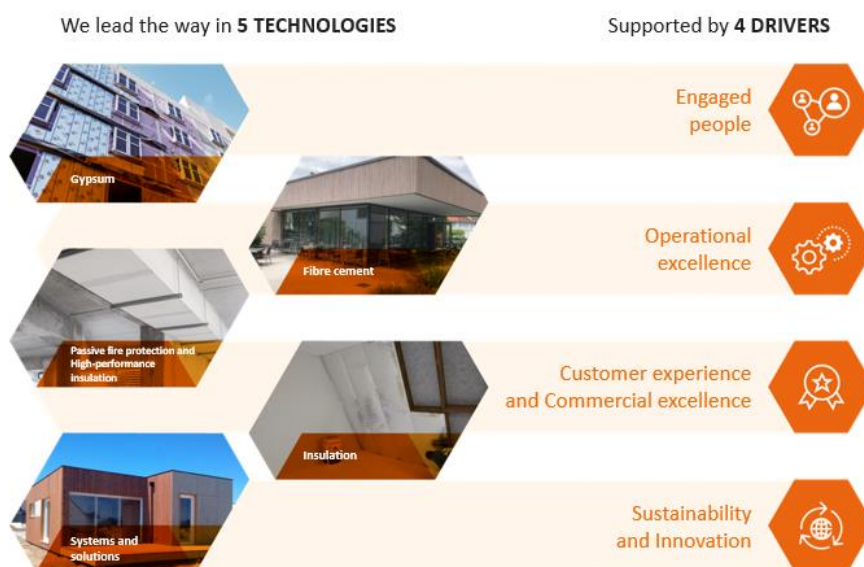 We lead the way in 5 TECHNOLOGIES
Supported by 4 DRIVERS
Engaged
people
Gypsum
Operational
excellence
Fibre cement
Passive fire protection and
High-performance
insulation
Customer experience
and Commercial excellence
Insulation
Sustainability
and Innovation
Systems and
solutions